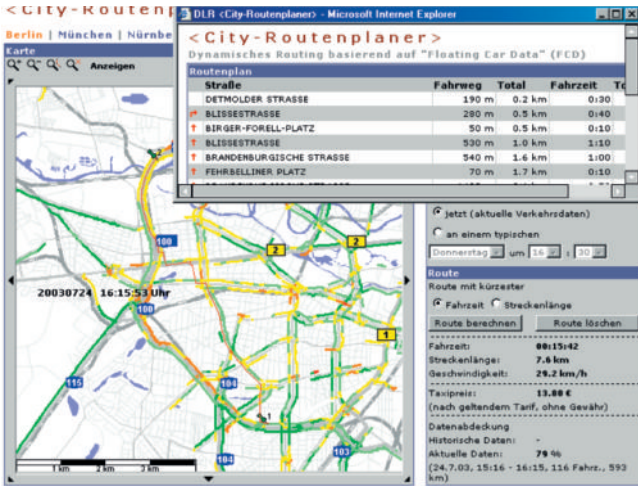 < City-Routenp
Berlin | München | Nürnbe
Karte
Anzeigen
DLR <City-Routenplaner> - Microsoft Internet Explorer
<City-Routenplaner>
Dynamisches Routing basierend auf "Floating Car Data" (FCD)
Routenplan
Straße Fahrweg Total Fahrzeit
DETMOLDER STRASSE 190 m 0.2 km 0:30
BLISSESTRASSE 280 m 0.5 km 0:40
BIRGER-FORELL-PLATZ 50 m 0.5 km 0:10
BLISSESTRASSE 530 m 1.0 km 1:10
BRANDENBURGISCHE STRASSE 540 m 1.6 km 1:00
FEHRBELLINER PLATZ 70 m 1.7 km 0:10
2
100
2
2
20030724 16:15:53 Uhr
100
1
115
104
1
104
103
1 km 2 km 3 km
jetzt (aktuelle Verkehrsdaten)
an einem typischen
Donnerstag um 16 : 30
Route
Route mit kürzester
Fahrzeit Streckenlänge
Route berechnen Route löschen
Fahrzeit: 00:15:42
Streckenlänge: 7.6 km
Geschwindigkeit: 29.2 km/h
Taxipreis: 13.80 €
(nach geltendem Tarif, ohne Gewähr)
Datenabdeckung
Historische Daten: -
Aktuelle Daten: 79 %
(24.7.03, 15:16 - 16:15, 116 Fahrz., 593
km)